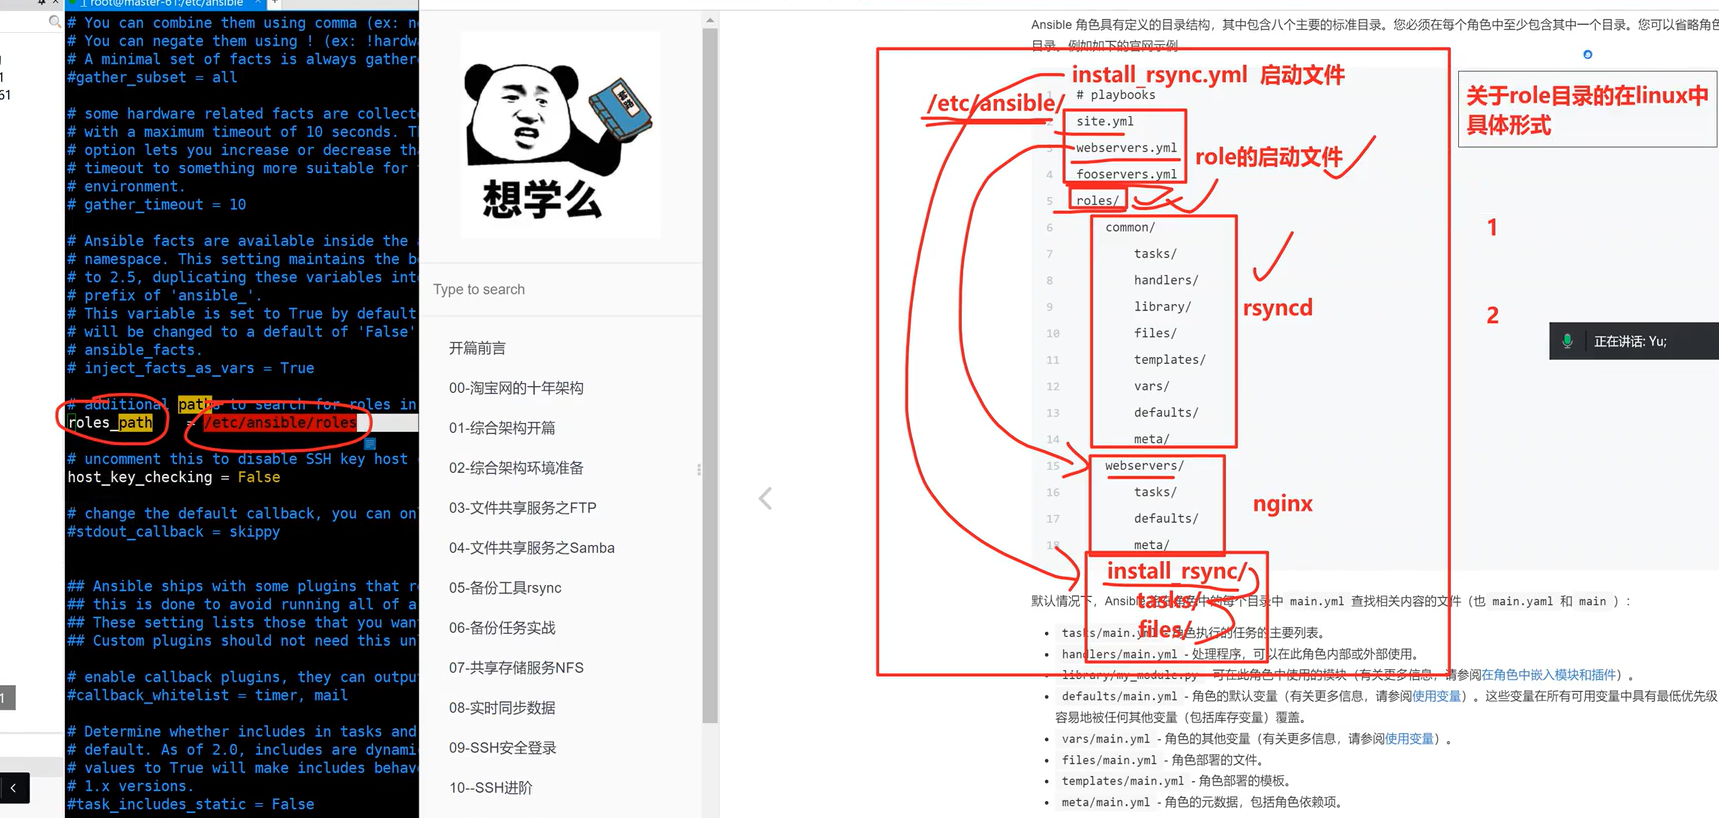 1 root@master-61:/etc/ansible
61
# You can combine them using comma (ex:
# You can negate them using ! (ex: !hardw
# A minimal set of facts is always gather
#gather_subset = all
# some hardware related facts are collect
# with a maximum timeout of 10 seconds. T
# option lets you increase or decrease th
# timeout to something more suitable for
# environment.
# gather_timeout = 10
# Ansible facts are available inside the
# namespace. This setting maintains the b
# to 2.5, duplicating these variables int
# prefix of 'ansible_'.
# This variable is set to True by default
# will be changed to a default of 'False'
# ansible_facts.
# inject_facts_as_vars = True
# additional paths to search for roles in
roles_path = /etc/ansible/roles
# uncomment this to disable SSH key host
host_key_checking = False
# change the default callback, you can on
#stdout_callback = skippy
## Ansible ships with some plugins that r
## this is done to avoid running all of a
## These setting lists those that you want
## Custom plugins should not need this un
# enable callback plugins, they can output
#callback_whitelist = timer, mail
# Determine whether includes in tasks and
# default. As of 2.0, includes are dynami
# values to True will make includes behav
# 1.x versions.
#task_includes_static = False
想学么
Type to search
开篇前言
00-淘宝网的十年架构
01-综合架构开篇
02-综合架构环境准备
03-文件共享服务之FTP
04-文件共享服务之Samba
05-备份工具rsync
06-备份任务实战
07-共享存储服务NFS
08-实时同步数据
09-SSH安全登录
10--SSH进阶
Ansible 角色具有定义的目录结构，其中包含八个主要的标准目录。您必须在每个角色中至少包含其中一个目录。您可以省略角色
目录，例如如下的官网示例
install_rsync.yml 启动文件
/etc/ansible/
# playbooks
site.yml
3 webservers.yml
role的启动文件
4 fooservers.yml
5 roles/
6 common/
7 tasks/
8 handlers/
9 library/
rsyncd
10 files/
11 templates/
12 vars/
13 defaults/
14 meta/
15 webservers/
16 tasks/
nginx
17 defaults/
18 meta/
install_rsync/
tasks/
files/
关于role目录的在linux中
具体形式
1
2
正在讲话: Yu;
默认情况下，Ansible 将在角色中的每个目录中 main.yml 查找相关内容的文件（也 main.yaml 和 main ）：
tasks/main.yml - 角色执行的任务的主要列表。
handlers/main.yml - 处理程序，可以在此角色内部或外部使用。
library/my_module.py - 可在此角色中使用的模块（有关更多信息，请参阅在角色中嵌入模块和插件）。
defaults/main.yml - 角色的默认变量（有关更多信息，请参阅使用变量）。这些变量在所有可用变量中具有最低优先级
容易地被任何其他变量（包括库存变量）覆盖。
vars/main.yml - 角色的其他变量（有关更多信息，请参阅使用变量）。
files/main.yml - 角色部署的文件。
templates/main.yml - 角色部署的模板。
meta/main.yml - 角色的元数据，包括角色依赖项。